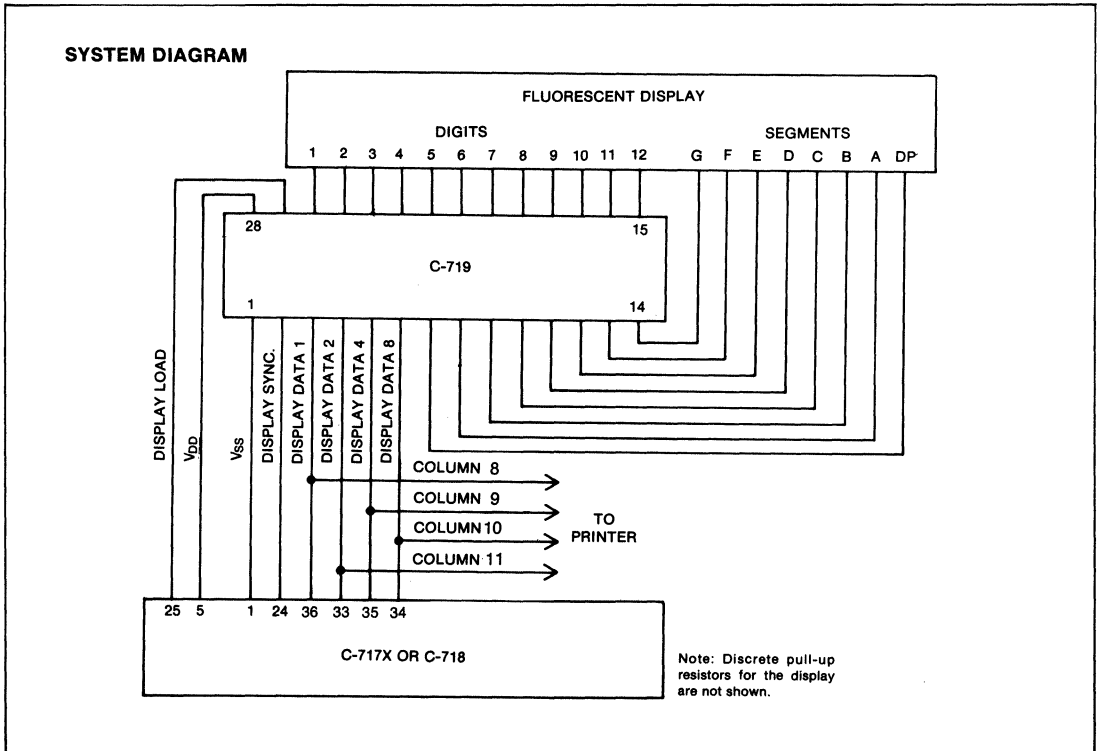 SYSTEM DIAGRAM
FLUORESCENT DISPLAY
DIGITS SEGMENTS
1 2 3 4 5 6 7 8 9 10 11 12 G F E D C B A DP
28 15
C-719
1 14
DISPLAY LOAD
VDD
VSS
DISPLAY SYNC.
DISPLAY DATA 1
DISPLAY DATA 2
DISPLAY DATA 4
DISPLAY DATA 8
COLUMN 8
COLUMN 9
COLUMN 10
COLUMN 11
TO
PRINTER
25 5 1 24 36 33 35 34
C-717X OR C-718
Note: Discrete pull-up
resistors for the display
are not shown.